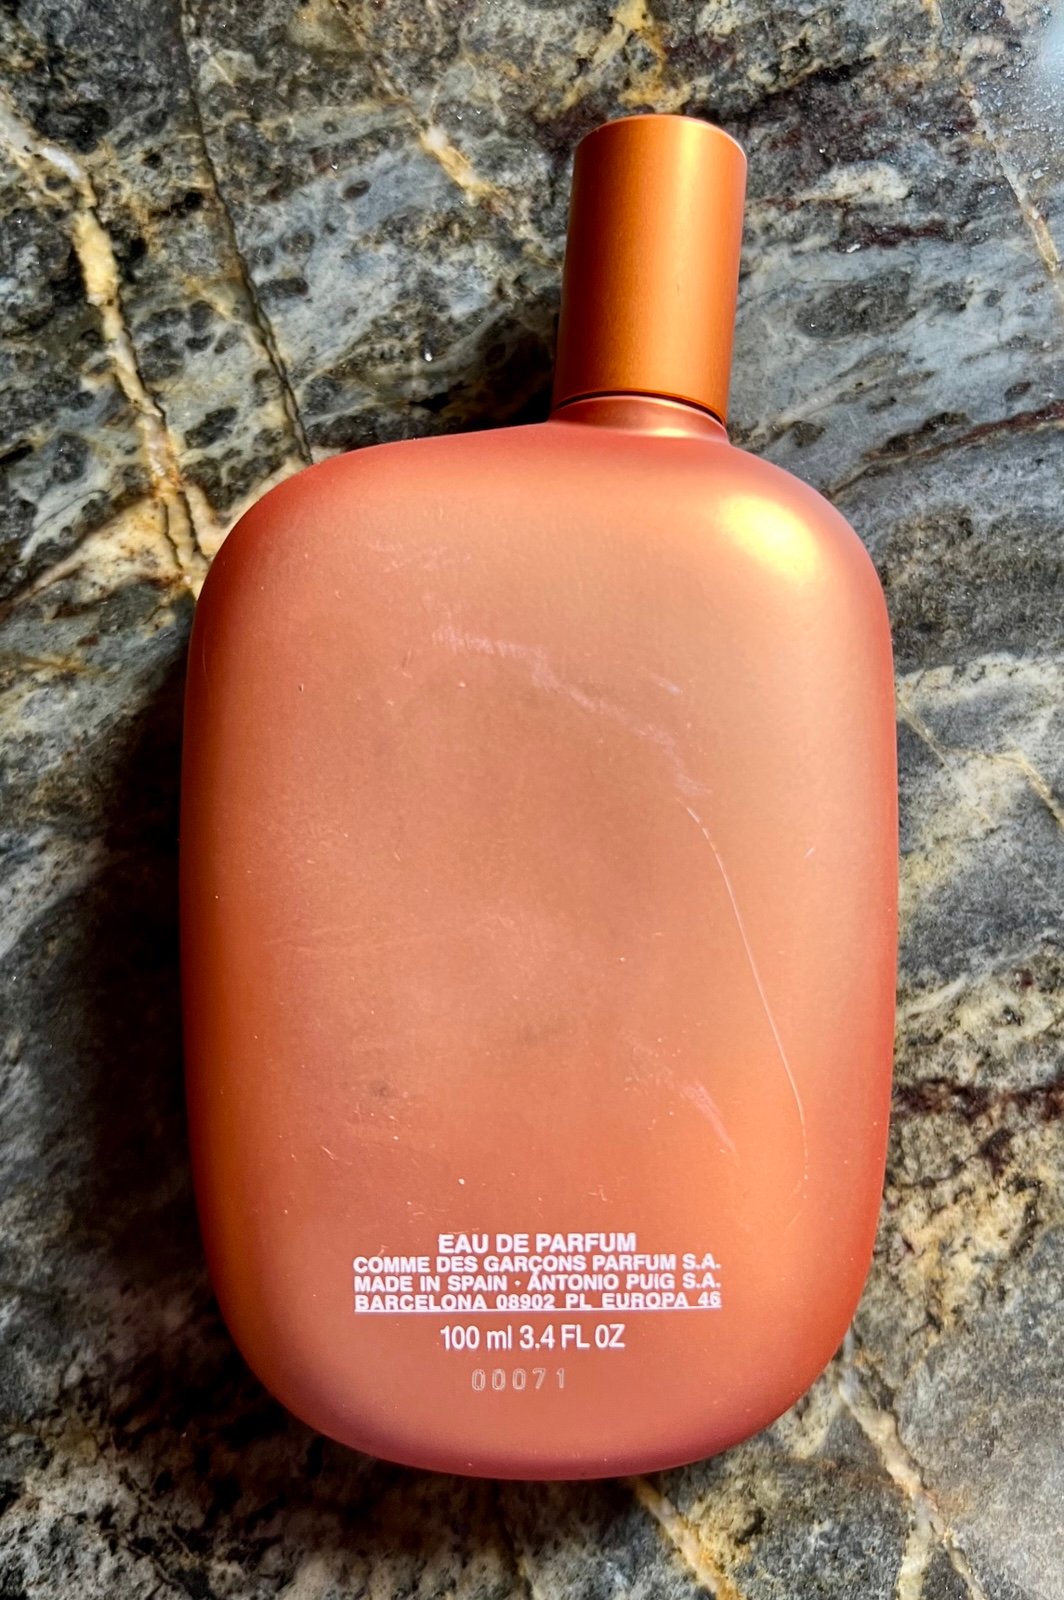 EAU DE PARFUM
COMME DES GARÇONS PARFUM S.A.
MADE IN SPAIN · ANTONIO PUIG S.A.
BARCELONA 08902 PL EUROPA 46
100 ml 3.4 FL OZ
00071